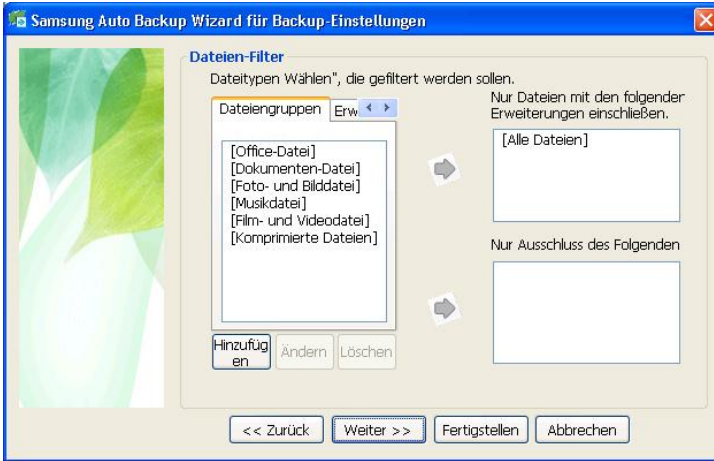 Samsung Auto Backup Wizard für Backup-Einstellungen
Dateien-Filter
Dateitypen Wählen", die gefiltert werden sollen.
Dateiengruppen
Erw
[Office-Datei]
[Dokumenten-Datei]
[Foto- und Bilddatei]
[Musikdatei]
[Film- und Videodatei]
[Komprimierte Dateien]
Hinzufüg
en
Ändern
Löschen
Nur Dateien mit den folgender
Erweiterungen einschließen.
[Alle Dateien]
Nur Ausschluss des Folgenden
<< Zurück
Weiter >>
Fertigstellen
Abbrechen